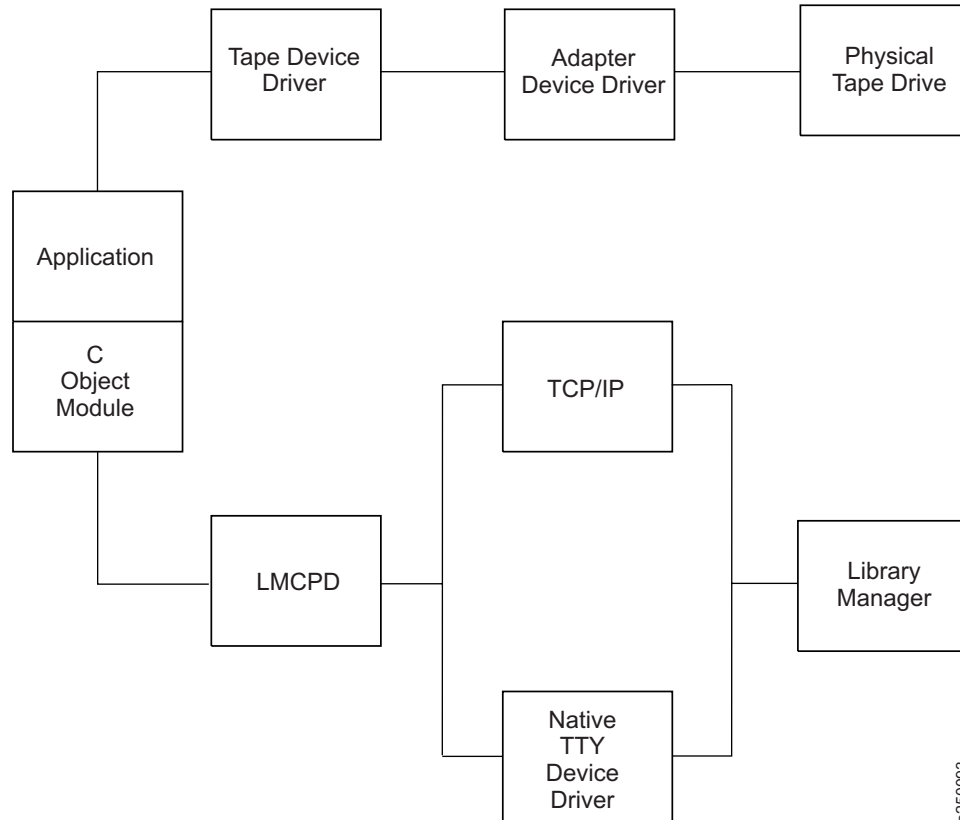 Tape Device
Driver
Adapter
Device Driver
Physical
Tape Drive
Application
C
Object
Module
TCP/IP
LMCPD
Library
Manager
Native
TTY
Device
Driver